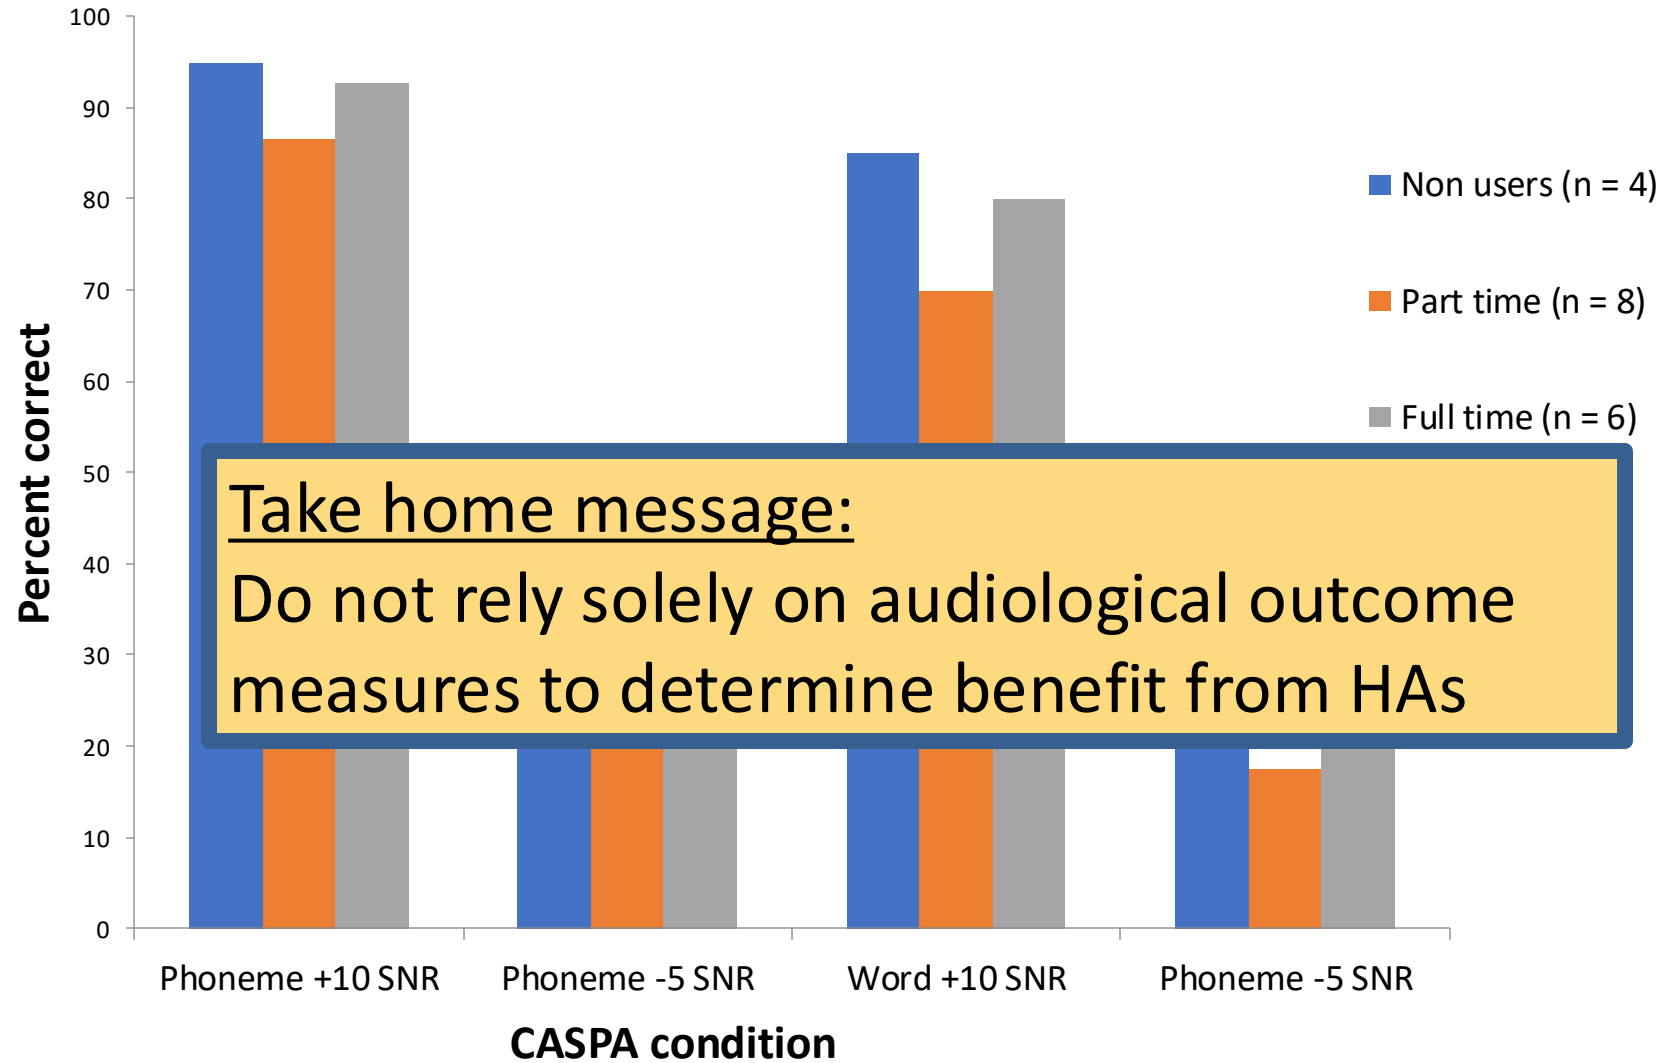 100
90
80
70
60
50
40
30
20
10
0
Percent correct
Non users (n = 4)
Part time (n = 8)
Full time (n = 6)
Take home message:
Do not rely solely on audiological outcome
measures to determine benefit from HAs
Phoneme +10 SNR
Phoneme -5 SNR
Word +10 SNR
Phoneme -5 SNR
CASPA condition